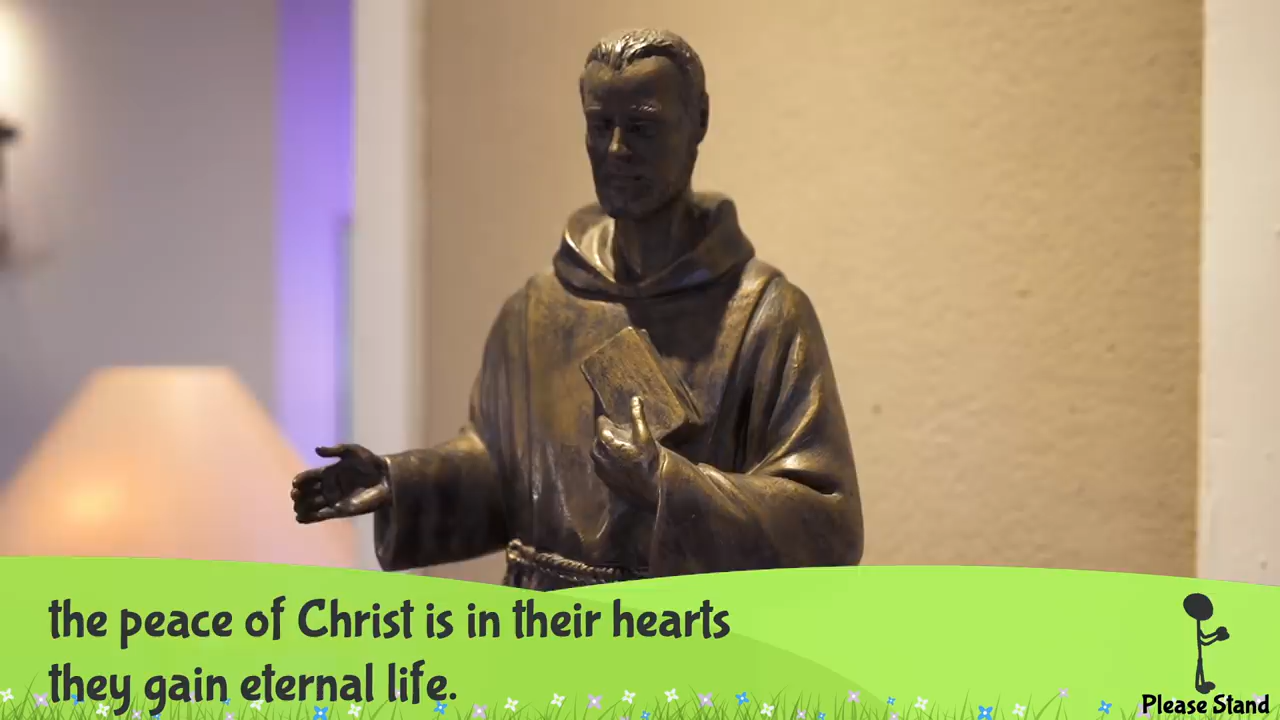 the peace of Christ is in their hearts
they gain eternal life.
Please Stand